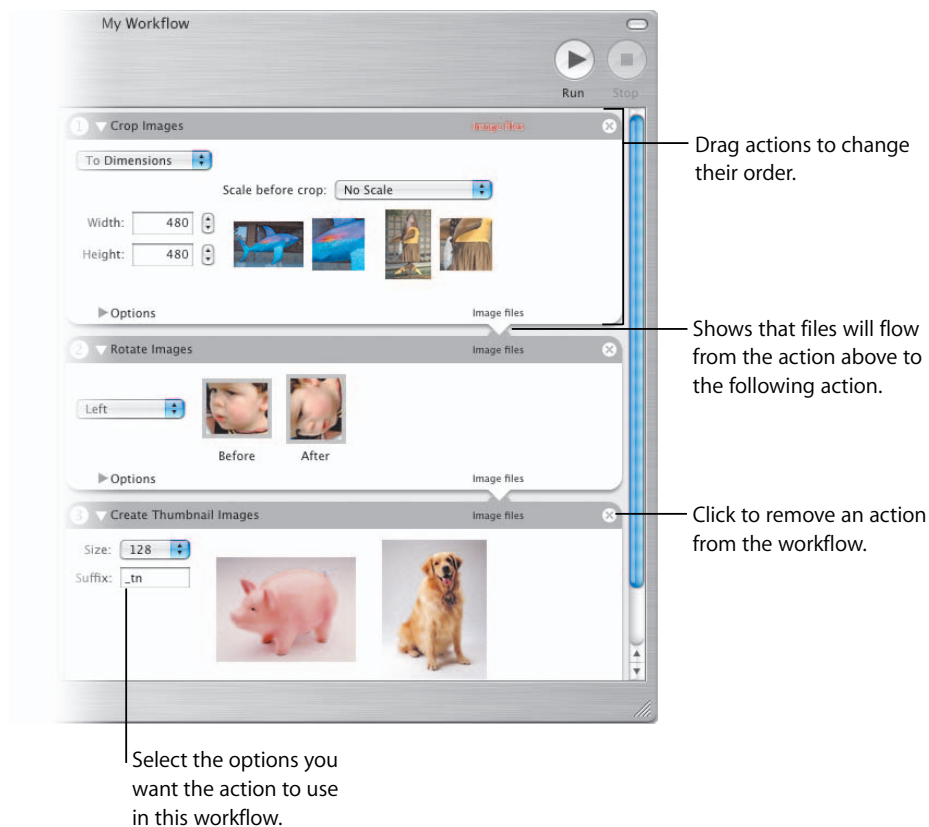 My Workflow
Run
Stop
1
Crop Images
Image files
To Dimensions
Scale before crop: No Scale
Width: 480
Height: 480
Options
Image files
2
Rotate Images
Image files
Left
Before
After
Options
Image files
3
Create Thumbnail Images
Image files
Size: 128
Suffix: _tn
Drag actions to change
their order.
Shows that files will flow
from the action above to
the following action.
Click to remove an action
from the workflow.
Select the options you
want the action to use
in this workflow.